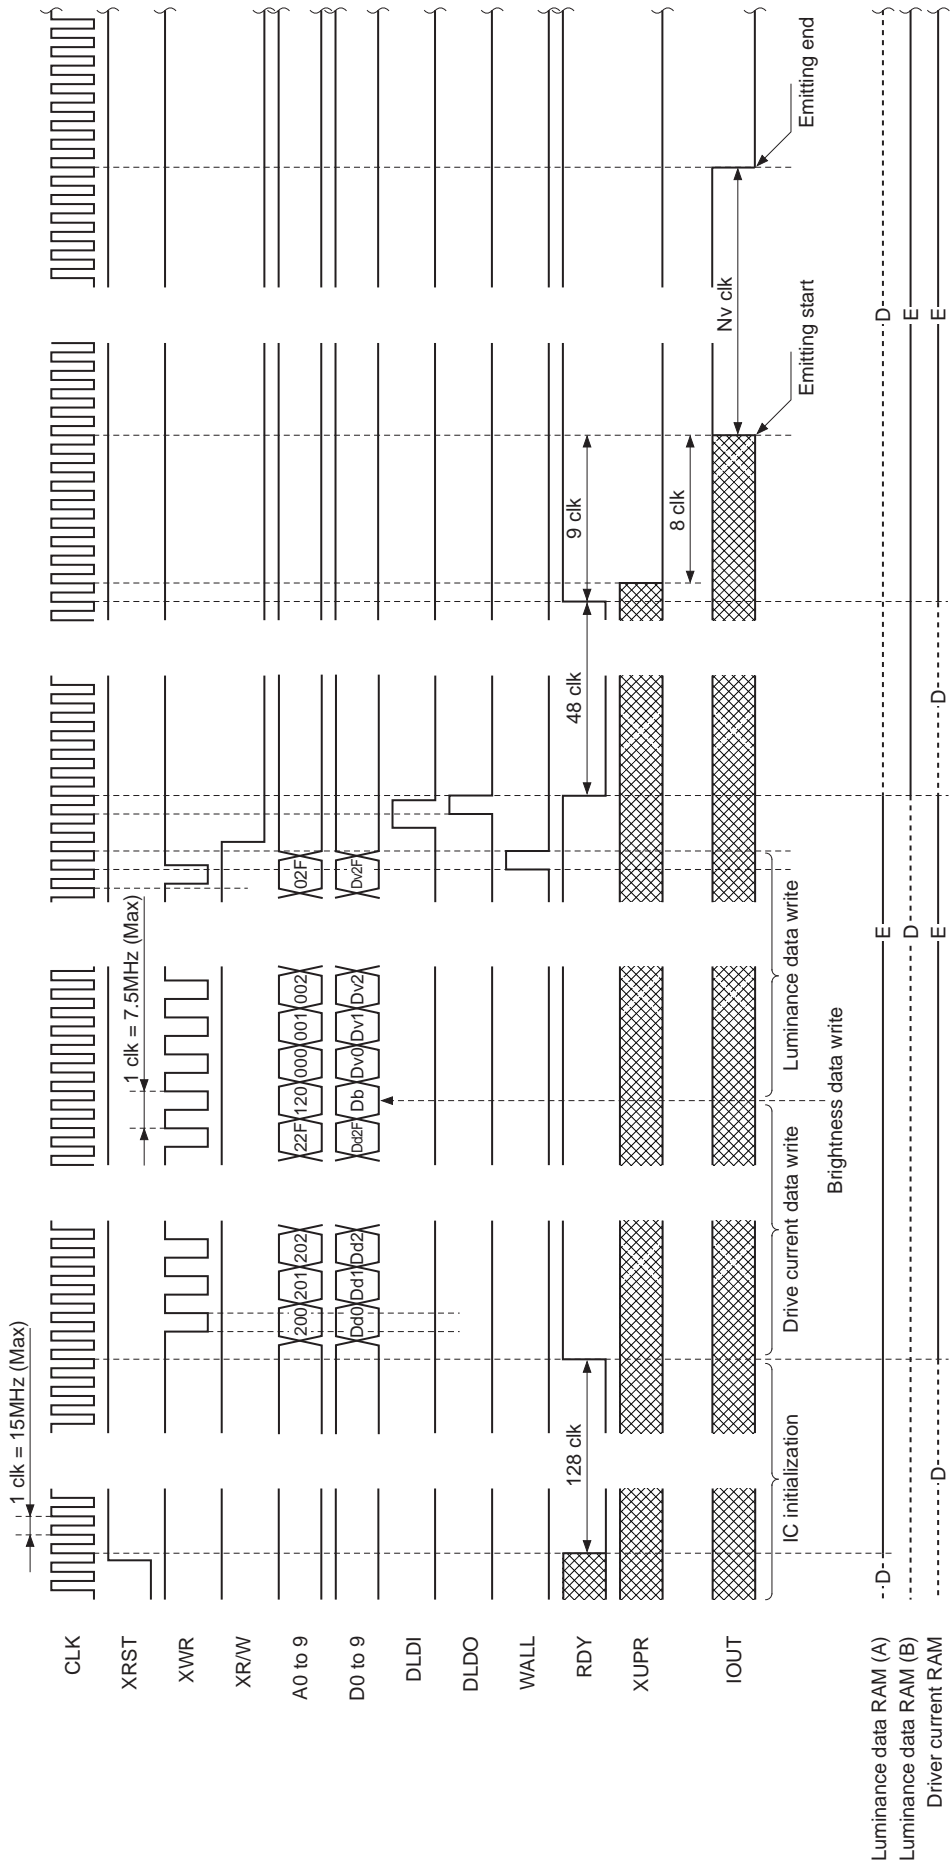 1 clk = 15MHz (Max)
1 clk = 7.5MHz (Max)
CLK
XRST
XWR
XR/W
A0 to 9
200
201
202
22F
120
000
001
002
02F
D0 to 9
Dd0
Dd1
Dd2
Dd2F
Db
Dv0
Dv1
Dv2
Dv2F
DLDI
DLDO
WALL
RDY
128 clk
48 clk
9 clk
XUPR
8 clk
IOUT
Nv clk
IC initialization
Drive current data write
Luminance data write
Emitting start
Emitting end
Brightness data write
Luminance data RAM (A)
D
E
D
Luminance data RAM (B)
D
E
Driver current RAM
D
E
D
E